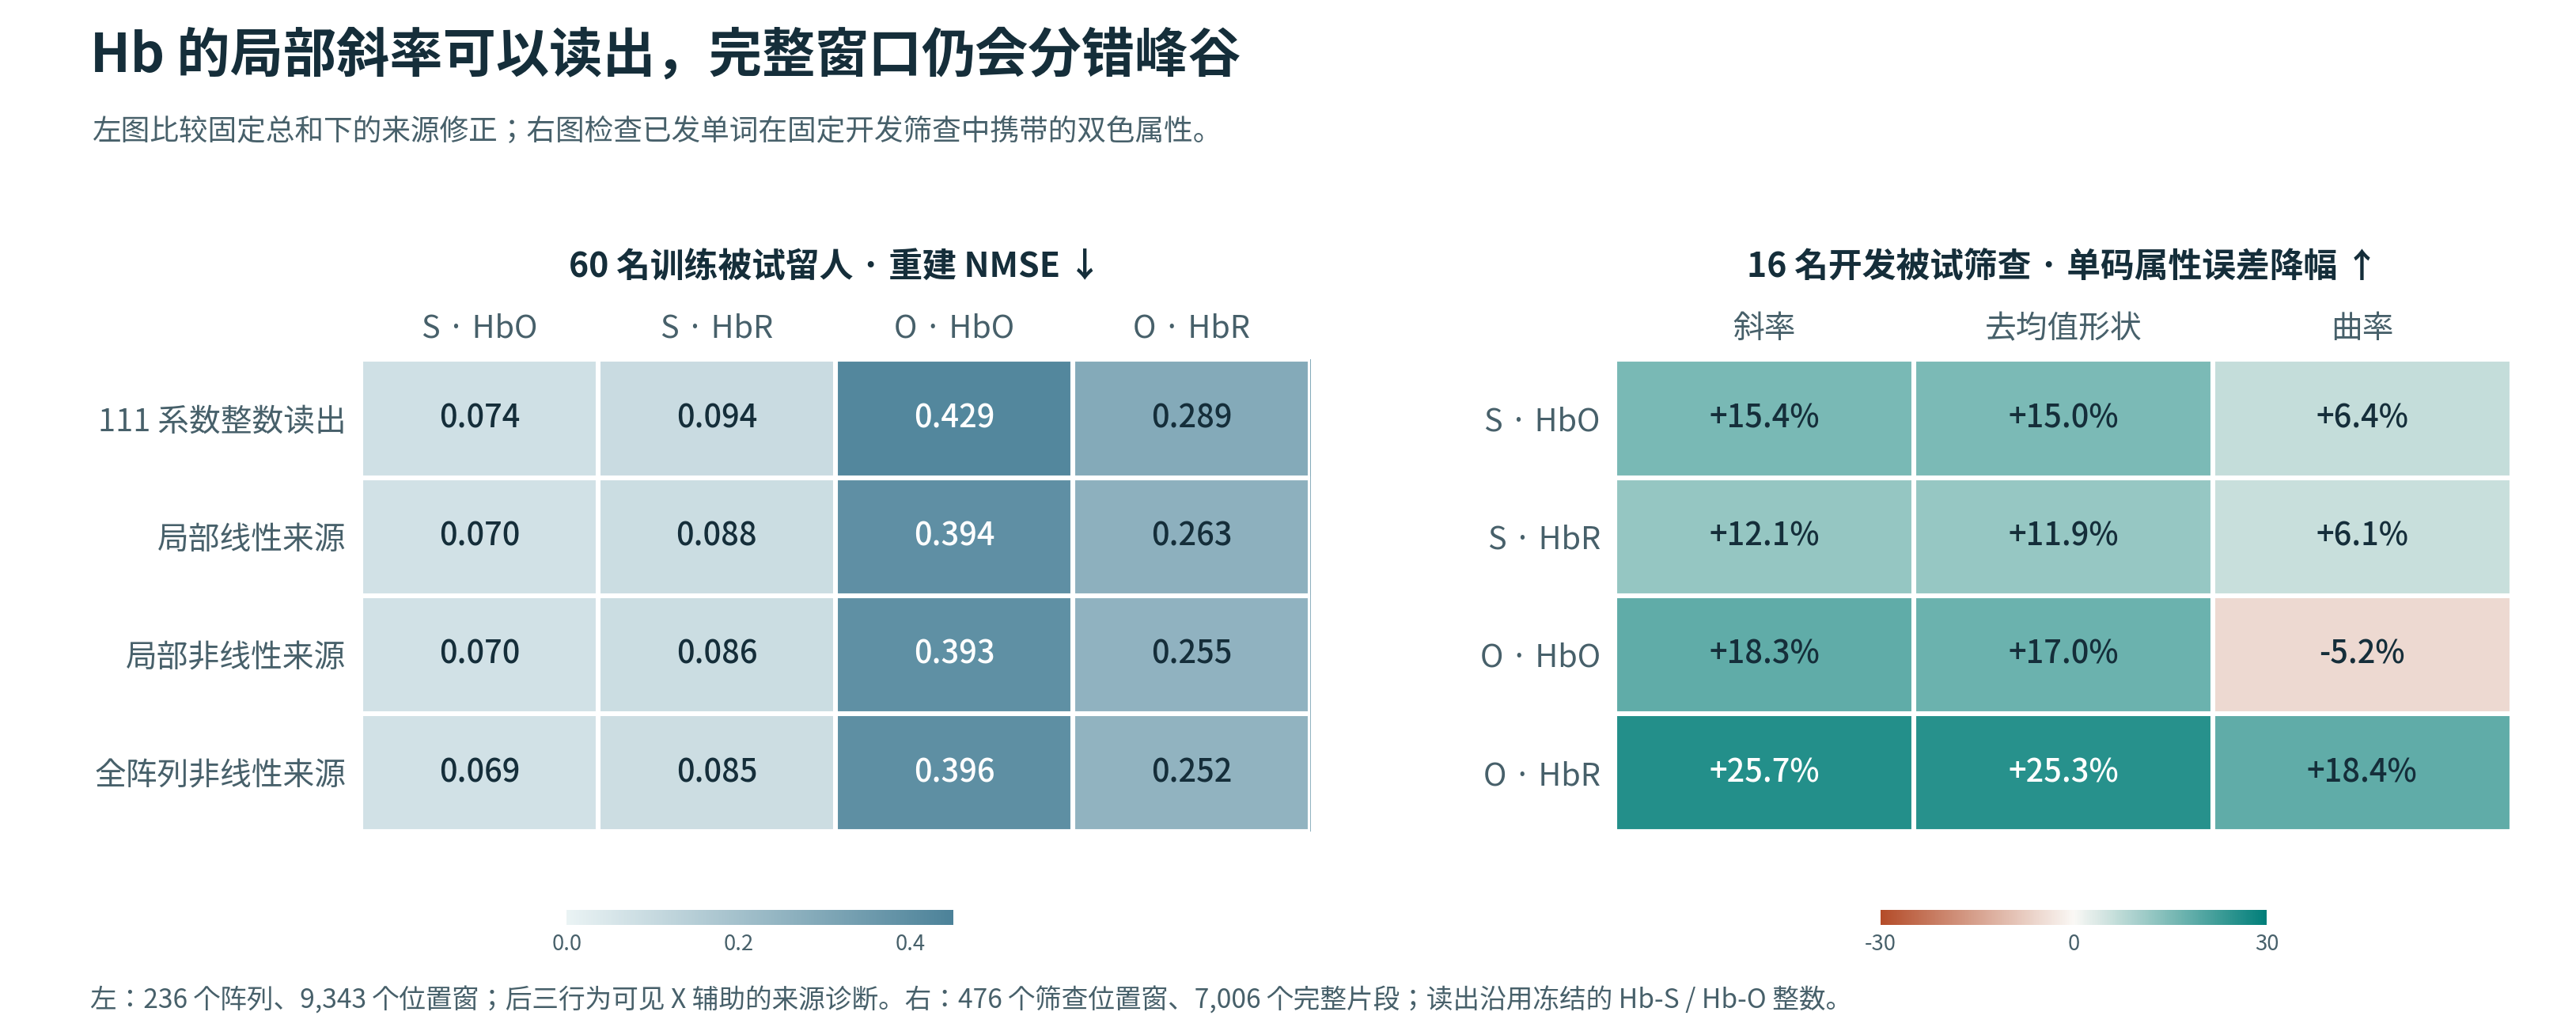 Hb 的局部斜率可以读出，完整窗口仍会分错峰谷
左图比较固定总和下的来源修正；右图检查已发单词在固定开发筛查中携带的双色属性。
60 名训练被试留人 · 重建 NMSE ↓
S · HbO S · HbR O · HbO O · HbR
111 系数整数读出 0.074 0.094 0.429 0.289
局部线性来源 0.070 0.088 0.394 0.263
局部非线性来源 0.070 0.086 0.393 0.255
全阵列非线性来源 0.069 0.085 0.396 0.252
0.0 0.2 0.4
16 名开发被试筛查 · 单码属性误差降幅 ↑
斜率 去均值形状 曲率
S · HbO +15.4% +15.0% +6.4%
S · HbR +12.1% +11.9% +6.1%
O · HbO +18.3% +17.0% -5.2%
O · HbR +25.7% +25.3% +18.4%
-30 0 30
左：236 个阵列、9,343 个位置窗；后三行为可见 X 辅助的来源诊断。右：476 个筛查位置窗、7,006 个完整片段；读出沿用冻结的 Hb-S / Hb-O 整数。